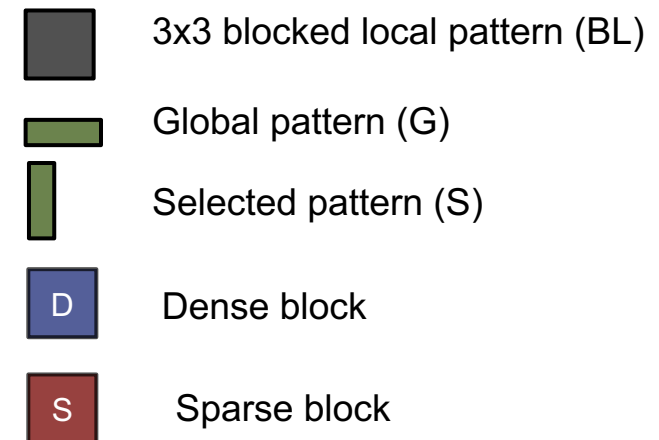 3x3 blocked local pattern (BL)
Global pattern (G)
Selected pattern (S)
D Dense block
S Sparse block